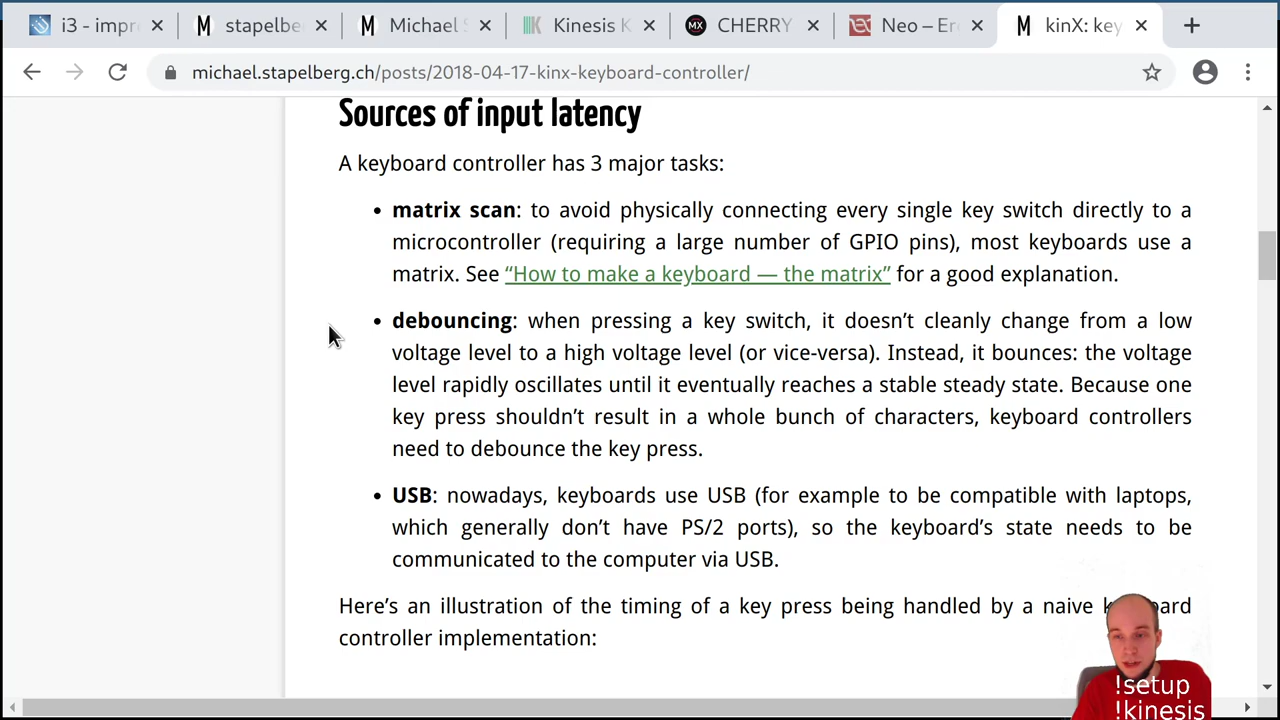 i3 - impr
stapelbe
Michael S
Kinesis K
CHERRY
Neo – Er
kinX: key
michael.stapelberg.ch/posts/2018-04-17-kinx-keyboard-controller/
Sources of input latency
A keyboard controller has 3 major tasks:
• matrix scan: to avoid physically connecting every single key switch directly to a
microcontroller (requiring a large number of GPIO pins), most keyboards use a
matrix. See “How to make a keyboard — the matrix” for a good explanation.
• debouncing: when pressing a key switch, it doesn’t cleanly change from a low
voltage level to a high voltage level (or vice-versa). Instead, it bounces: the voltage
level rapidly oscillates until it eventually reaches a stable steady state. Because one
key press shouldn’t result in a whole bunch of characters, keyboard controllers
need to debounce the key press.
• USB: nowadays, keyboards use USB (for example to be compatible with laptops,
which generally don’t have PS/2 ports), so the keyboard’s state needs to be
communicated to the computer via USB.
Here’s an illustration of the timing of a key press being handled by a naive
controller implementation:
!setup
!kinesis